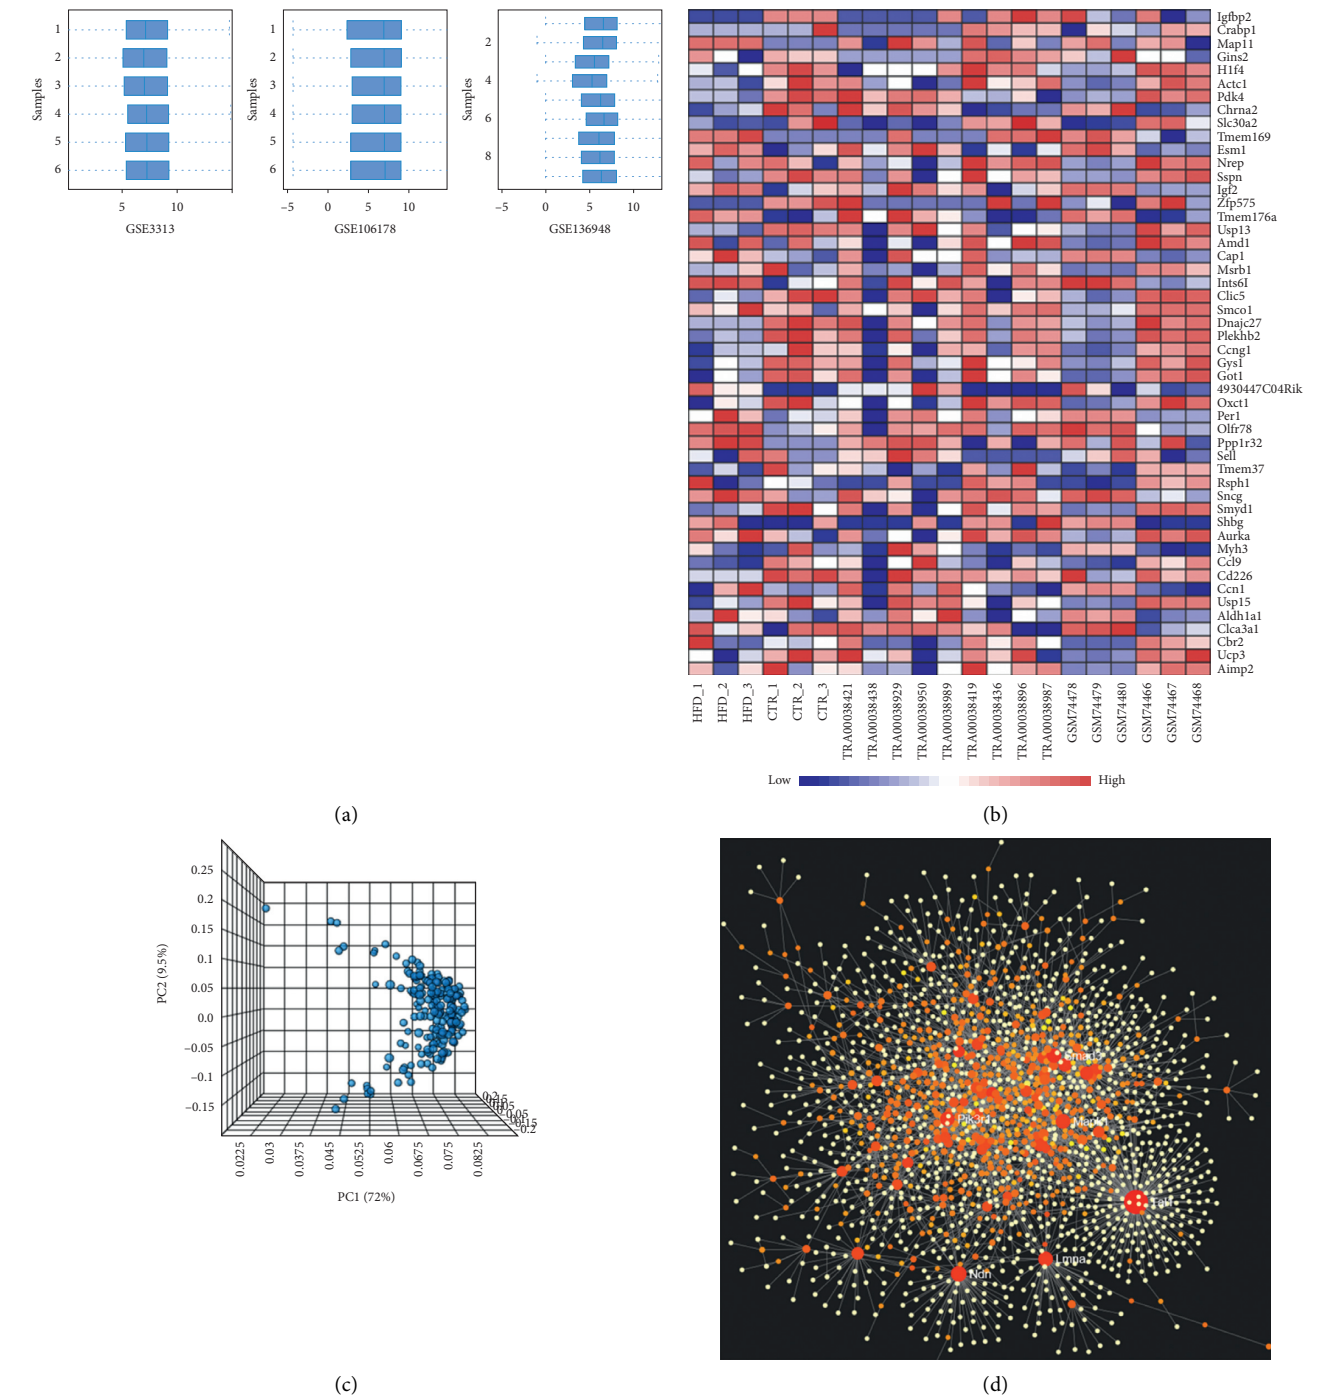 Samples
1
2
3
4
5
6
5
10
GSE3313
Samples
1
2
3
4
5
6
−5
0
5
10
GSE106178
Samples
2
4
6
8
−5
0
5
10
GSE136948
(a)
Igfbp2
Crabp1
Map11
Gins2
H1f4
Actc1
Pdk4
Chrna2
Slc30a2
Tmem169
Esm1
Nrep
Sspn
Igf2
Zfp575
Tmem176a
Usp13
Amd1
Cap1
Msrb1
Ints6I
Clic5
Smco1
Dnajc27
Plekhb2
Ccng1
Gys1
Got1
4930447C04Rik
Oxct1
Per1
Olfr78
Ppp1r32
Sell
Tmem37
Rsph1
Sncg
Smyd1
Shbg
Aurka
Myh3
Ccl9
Cd226
Ccn1
Usp15
Aldh1a1
Clca3a1
Cbr2
Ucp3
Aimp2
HFD_1
HFD_2
HFD_3
CTR_1
CTR_2
CTR_3
TRA00038421
TRA00038438
TRA00038929
TRA00038950
TRA00038989
TRA00038419
TRA00038436
TRA00038896
TRA00038987
GSM74478
GSM74479
GSM74480
GSM74466
GSM74467
GSM74468
Low
High
(b)
PC2 (9.5%)
0.25
0.2
0.15
0.1
0.05
0.0
−0.05
−0.1
−0.15
0.0225
0.03
0.0375
0.045
0.0525
0.06
0.0675
0.075
0.0825
PC1 (72%)
−0.2
(c)
Pik3r1
Lmna
Ndn
(d)